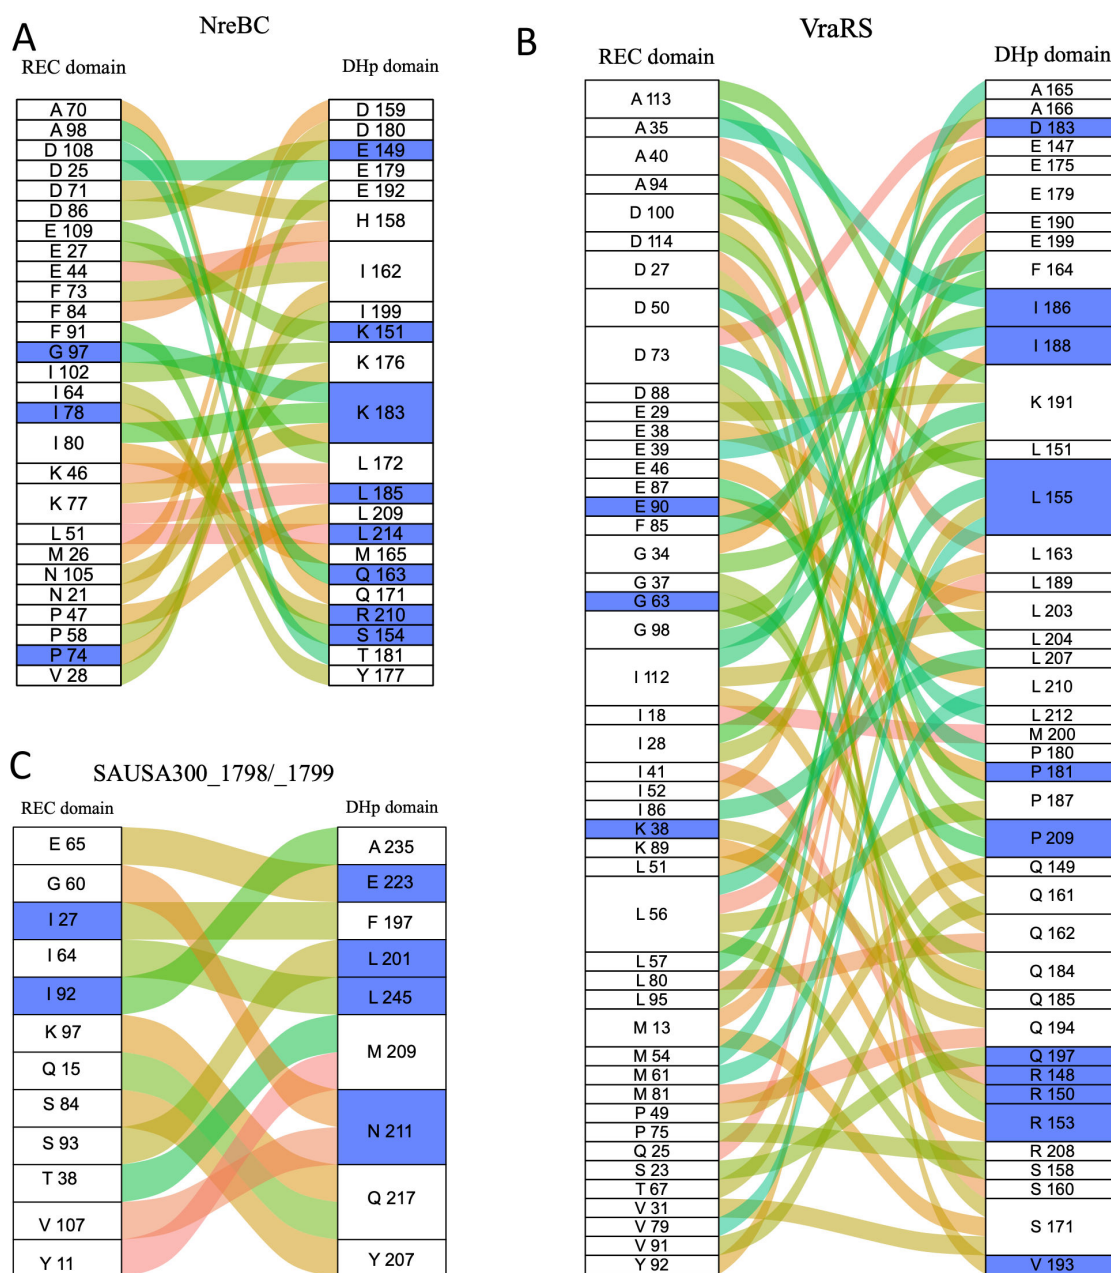 A
NreBC
REC domain
DHp domain
A 70
A 98
D 108
D 25
D 71
D 86
E 109
E 27
E 44
F 73
F 84
F 91
G 97
I 102
I 64
I 78
I 80
K 46
K 77
L 51
M 26
N 105
N 21
P 47
P 58
P 74
V 28
D 159
D 180
E 149
E 179
E 192
H 158
I 162
I 199
K 151
K 176
K 183
L 172
L 185
L 209
L 214
M 165
Q 163
Q 171
R 210
S 154
T 181
Y 177
B
VraRS
REC domain
DHp domain
A 113
A 35
A 40
A 94
D 100
D 114
D 27
D 50
D 73
D 88
E 29
E 38
E 39
E 46
E 87
E 90
F 85
G 34
G 37
G 63
G 98
I 112
I 18
I 28
I 41
I 52
I 86
K 38
K 89
L 51
L 56
L 57
L 80
L 95
M 13
M 54
M 61
M 81
P 49
P 75
Q 25
S 23
T 67
V 31
V 79
V 91
Y 92
A 165
A 166
D 183
E 147
E 175
E 179
E 190
E 199
F 164
I 186
I 188
K 191
L 151
L 155
L 163
L 189
L 203
L 204
L 207
L 210
L 212
M 200
P 180
P 181
P 187
P 209
Q 149
Q 161
Q 162
Q 184
Q 185
Q 194
Q 197
R 148
R 150
R 153
R 208
S 158
S 160
S 171
V 193
C
SAUSA300_1798/_1799
REC domain
DHp domain
E 65
G 60
I 27
I 64
I 92
K 97
Q 15
S 84
S 93
T 38
V 107
Y 11
A 235
E 223
F 197
L 201
L 245
M 209
N 211
Q 217
Y 207